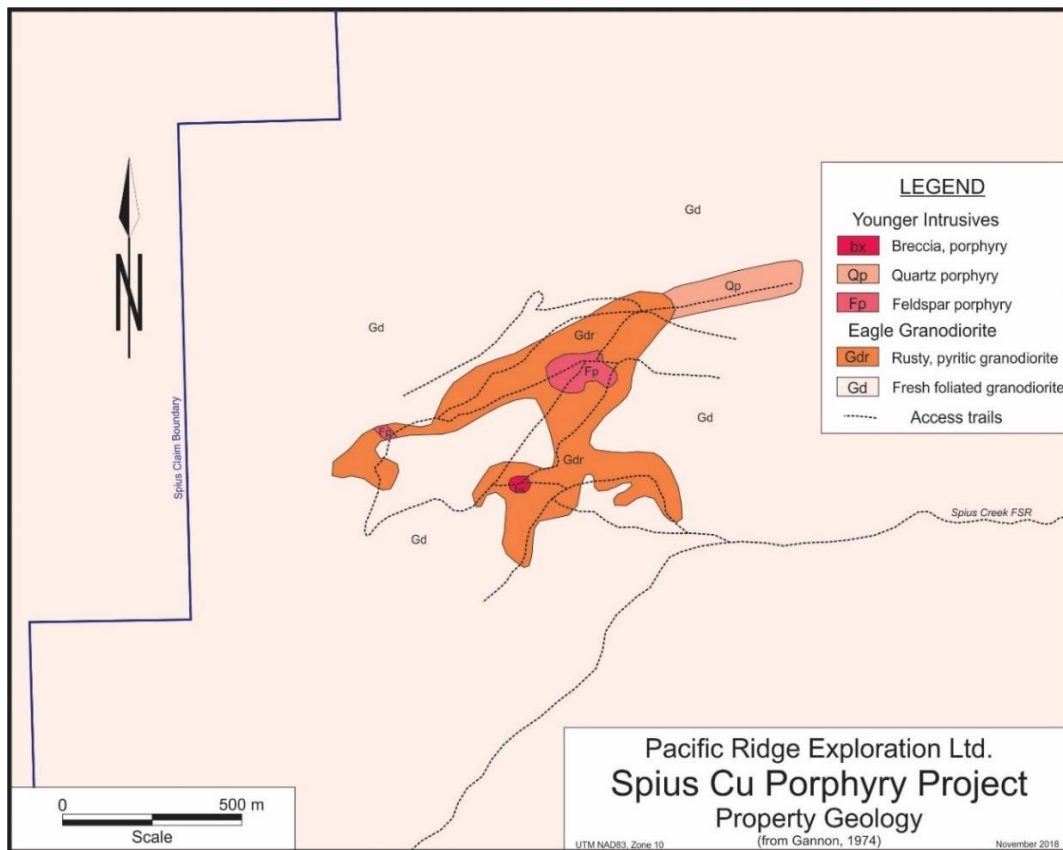 Gd
LEGEND
Younger Intrusives
bx Breccia, porphyry
Qp Quartz porphyry
Fp Feldspar porphyry
Eagle Granodiorite
Gdr Rusty, pyritic granodiorite
Gd Fresh foliated granodiorite
Access trails
N
Qp
Gd
Gdr
Fp
Spius Claim Boundary
Gd
Fp
Gdr
bx
Spius Creek FSR
Gd
Pacific Ridge Exploration Ltd.
Spius Cu Porphyry Project
Property Geology
(from Gannon, 1974)
UTM NAD83, Zone 10
November 2018
0 500 m
Scale